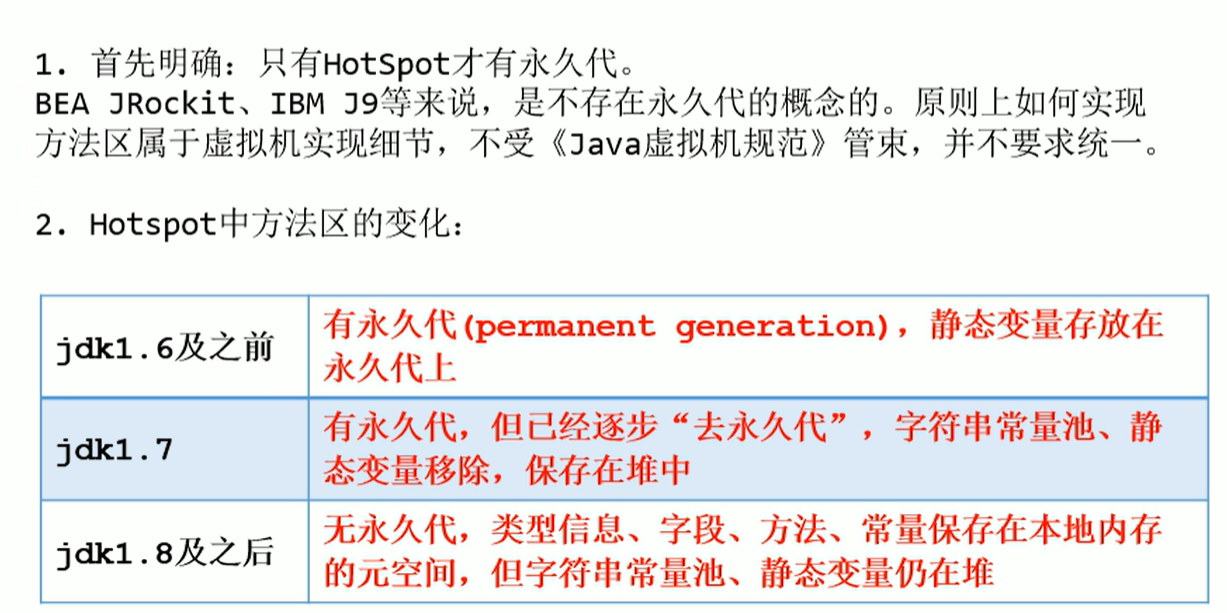 1. 首先明确：只有HotSpot才有永久代。
BEA JRockit、IBM J9等来说，是不存在永久代的概念的。原则上如何实现
方法区属于虚拟机实现细节，不受《Java虚拟机规范》管束，并不要求统一。
2. Hotspot中方法区的变化：
jdk1.6及之前
有永久代(permanent generation)，静态变量存放在
永久代上
jdk1.7
有永久代，但已经逐步“去永久代”，字符串常量池、静
态变量移除，保存在堆中
jdk1.8及之后
无永久代，类型信息、字段、方法、常量保存在本地内存
的元空间，但字符串常量池、静态变量仍在堆